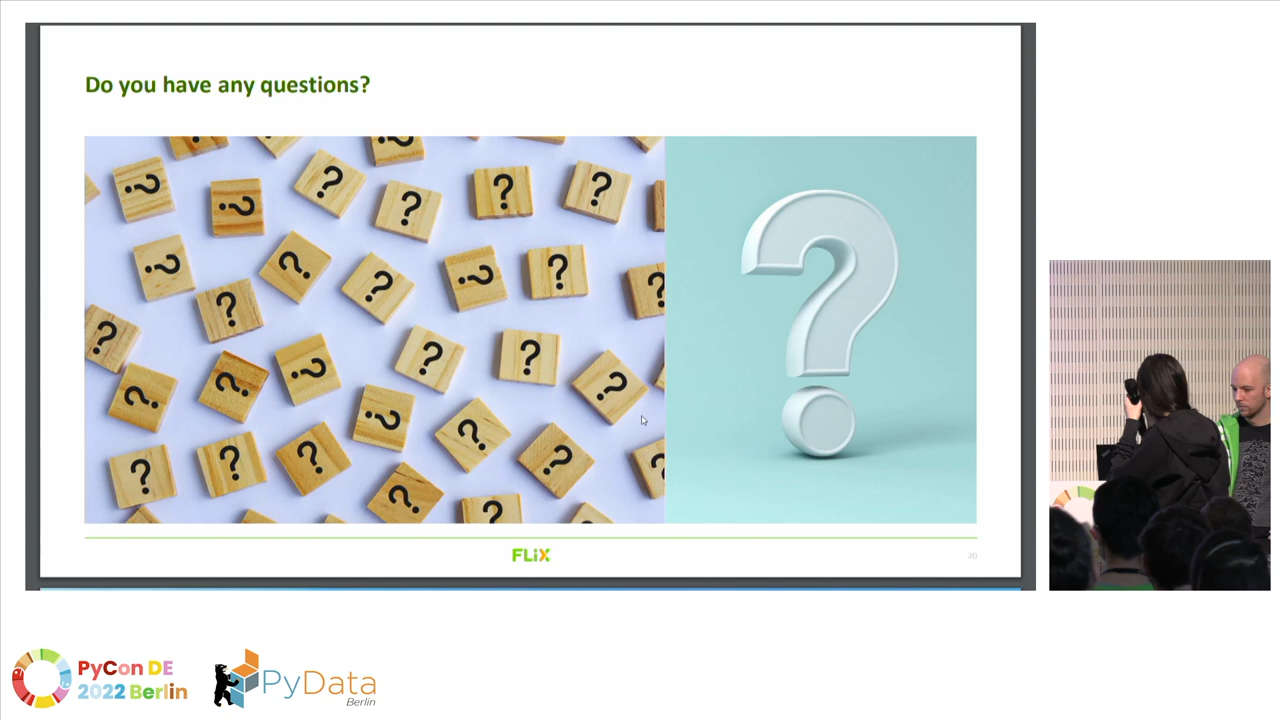 Do you have any questions?
FLiX
20
PyCon DE
2022 Berlin
PyData
Berlin